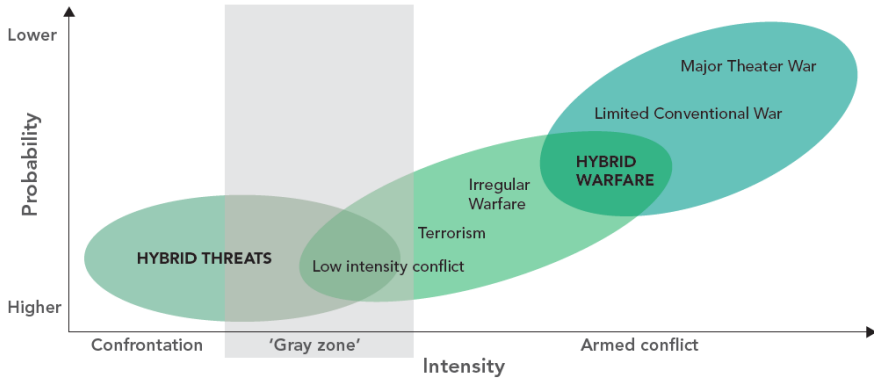 Lower
Major Theater War
Limited Conventional War
Probability
HYBRID
WARFARE
Irregular
Warfare
Terrorism
HYBRID THREATS
Low intensity conflict
Higher
Confrontation
‘Gray zone’
Armed conflict
Intensity